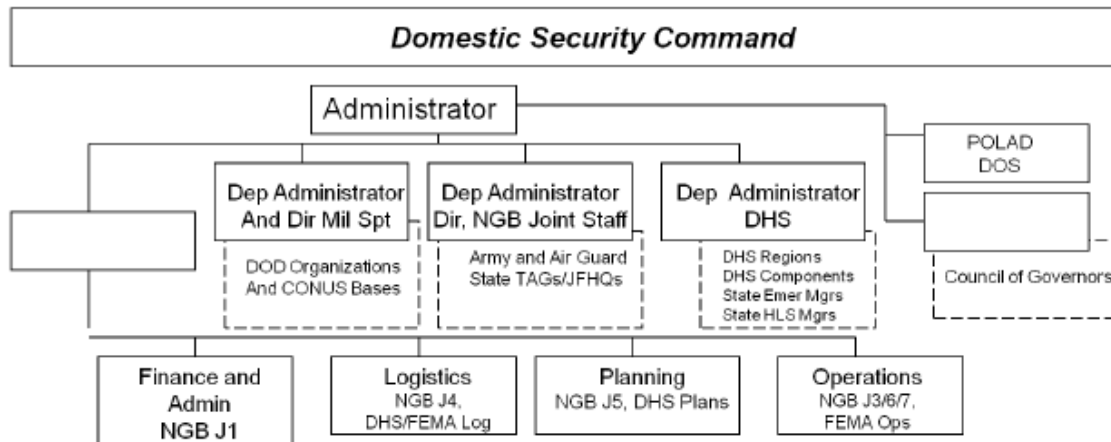 Domestic Security Command
Administrator
POLAD
DOS
Dep Administrator
And Dir Mil Spt
Dep Administrator
Dir, NGB Joint Staff
Dep Administrator
DHS
DOD Organizations
And CONUS Bases
Army and Air Guard
State TAGs/JFHQs
DHS Regions
DHS Components
State Emer Mgrs
State HLS Mgrs
Council of Governors
Finance and
Admin
NGB J1
Logistics
NGB J4,
DHS/FEMA Log
Planning
NGB J5, DHS Plans
Operations
NGB J3/6/7,
FEMA Ops